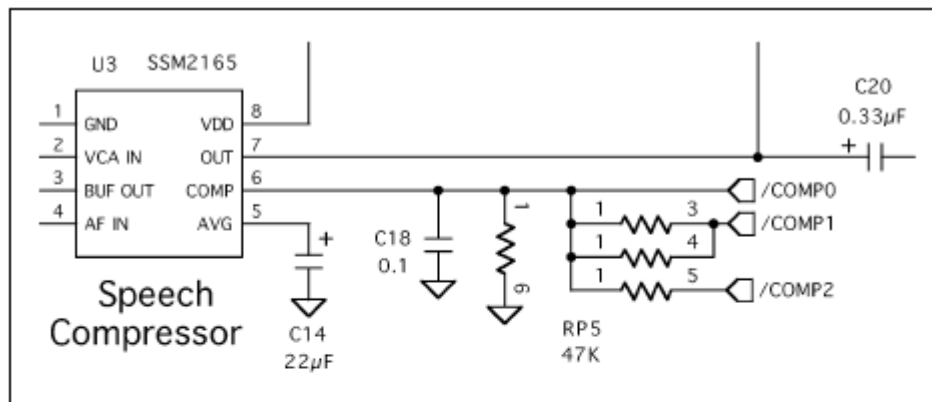 U3 SSM2165
1 GND VDD 8
2 VCA IN OUT 7
3 BUF OUT COMP 6
4 AF IN AVG 5
Speech
Compressor
+
C14
22µF
C18
0.1
1
6
1 3
1 4
1 5
RP5
47K
C20
0.33µF
+
/COMP0
/COMP1
/COMP2